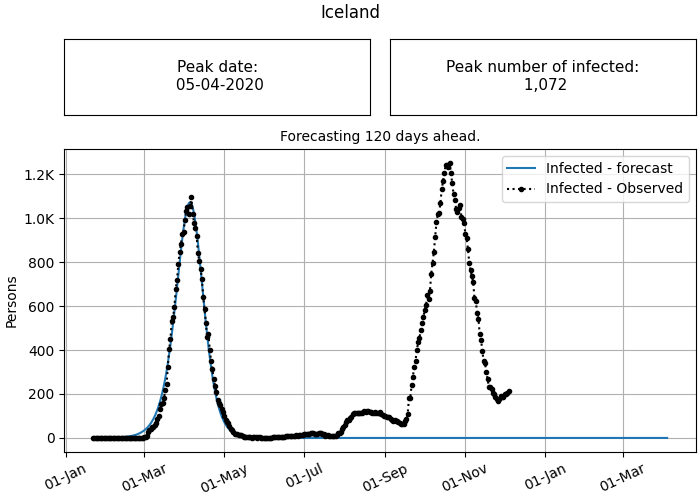 Iceland
Peak date:
05-04-2020
Peak number of infected:
1,072
Forecasting 120 days ahead.
Infected - forecast
Infected - Observed
Persons
1.2K
1.0K
800
600
400
200
0
01-Jan
01-Mar
01-May
01-Jul
01-Sep
01-Nov
01-Jan
01-Mar